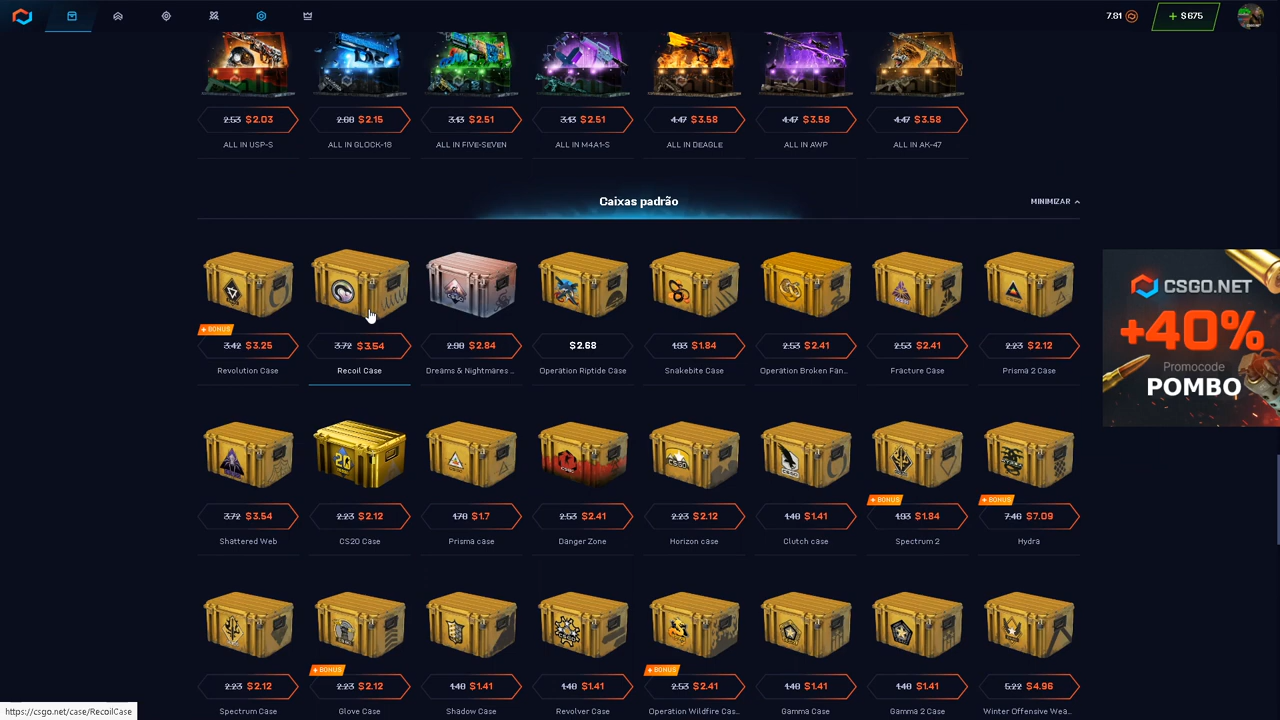 7.81
+ $675
2.53 $2.03
2.68 $2.15
3.13 $2.51
3.13 $2.51
4.47 $3.58
4.47 $3.58
4.47 $3.58
ALL IN USP-S
ALL IN GLOCK-18
ALL IN FIVE-SEVEN
ALL IN M4A1-S
ALL IN DEAGLE
ALL IN AWP
ALL IN AK-47
Caixas padrão
MINIMIZAR
+ BONUS
3.42 $3.25
3.72 $3.54
2.98 $2.84
$2.68
1.93 $1.84
2.53 $2.41
2.53 $2.41
2.23 $2.12
Revolution Case
Recoil Case
Dreams & Nightmares ...
Operation Riptide Case
Snakebite Case
Operation Broken Fan...
Fracture Case
Prisma 2 Case
CSGO.NET
+40%
Promocode
POMBO
+ BONUS
+ BONUS
3.72 $3.54
2.23 $2.12
1.78 $1.7
2.53 $2.41
2.23 $2.12
1.48 $1.41
1.93 $1.84
7.46 $7.09
Shattered Web
CS20 Case
Prisma case
Danger Zone
Horizon case
Clutch case
Spectrum 2
Hydra
+ BONUS
+ BONUS
2.23 $2.12
2.23 $2.12
1.48 $1.41
1.48 $1.41
2.53 $2.41
1.48 $1.41
1.48 $1.41
5.22 $4.96
Spectrum Case
Glove Case
Shadow Case
Revolver Case
Operation Wildfire Cas...
Gamma Case
Gamma 2 Case
Winter Offensive Wea...
https://csgo.net/case/RecoilCase